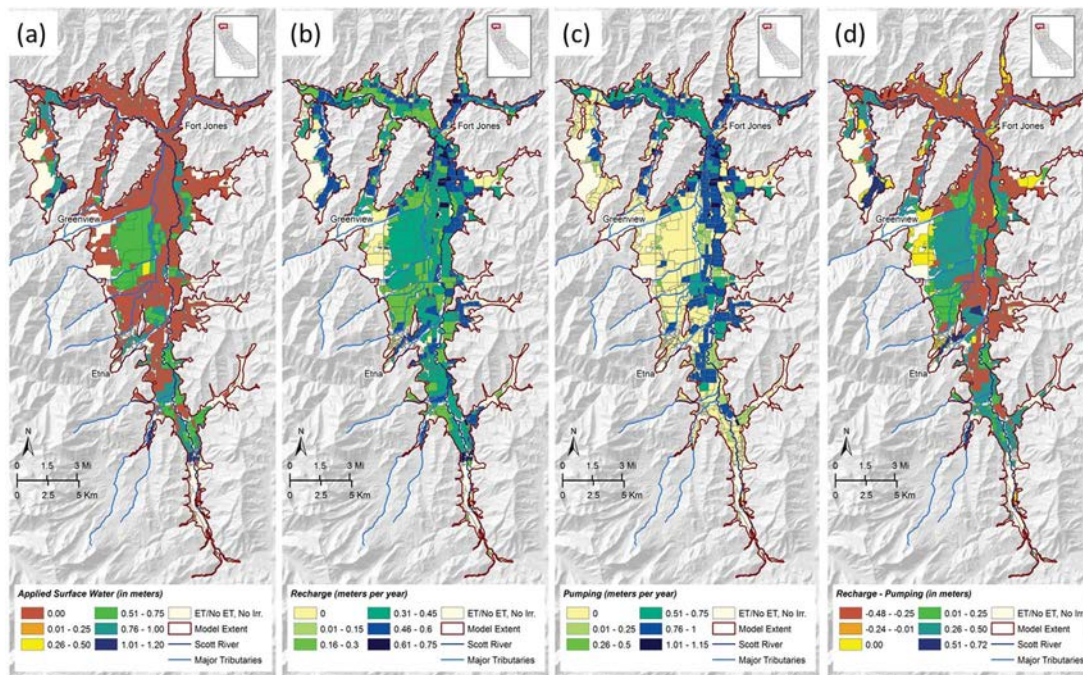 (a)
Fort Jones
Greenview
Etna
N
0 1.5 3 Mi
0 2.5 5 Km
Applied Surface Water (in meters)
0.00
0.01 - 0.25
0.26 - 0.50
0.51 - 0.75
0.76 - 1.00
1.01 - 1.20
ET/No ET, No Irr.
Model Extent
Scott River
Major Tributaries
(b)
Fort Jones
Greenview
Etna
N
0 1.5 3 Mi
0 2.5 5 Km
Recharge (meters per year)
0
0.01 - 0.15
0.16 - 0.3
0.31 - 0.45
0.46 - 0.6
0.61 - 0.75
ET/No ET, No Irr.
Model Extent
Scott River
Major Tributaries
(c)
Fort Jones
Greenview
Etna
N
0 1.5 3 Mi
0 2.5 5 Km
Pumping (meters per year)
0
0.01 - 0.25
0.26 - 0.5
0.51 - 0.75
0.76 - 1
1.01 - 1.15
ET/No ET, No Irr.
Model Extent
Scott River
Major Tributaries
(d)
Fort Jones
Greenview
Etna
N
0 1.5 3 Mi
0 2.5 5 Km
Recharge - Pumping (in meters)
-0.48 - -0.25
-0.24 - -0.01
0.00
0.01 - 0.25
0.26 - 0.50
0.51 - 0.72
ET/No ET, No Irr.
Model Extent
Scott River
Major Tributaries